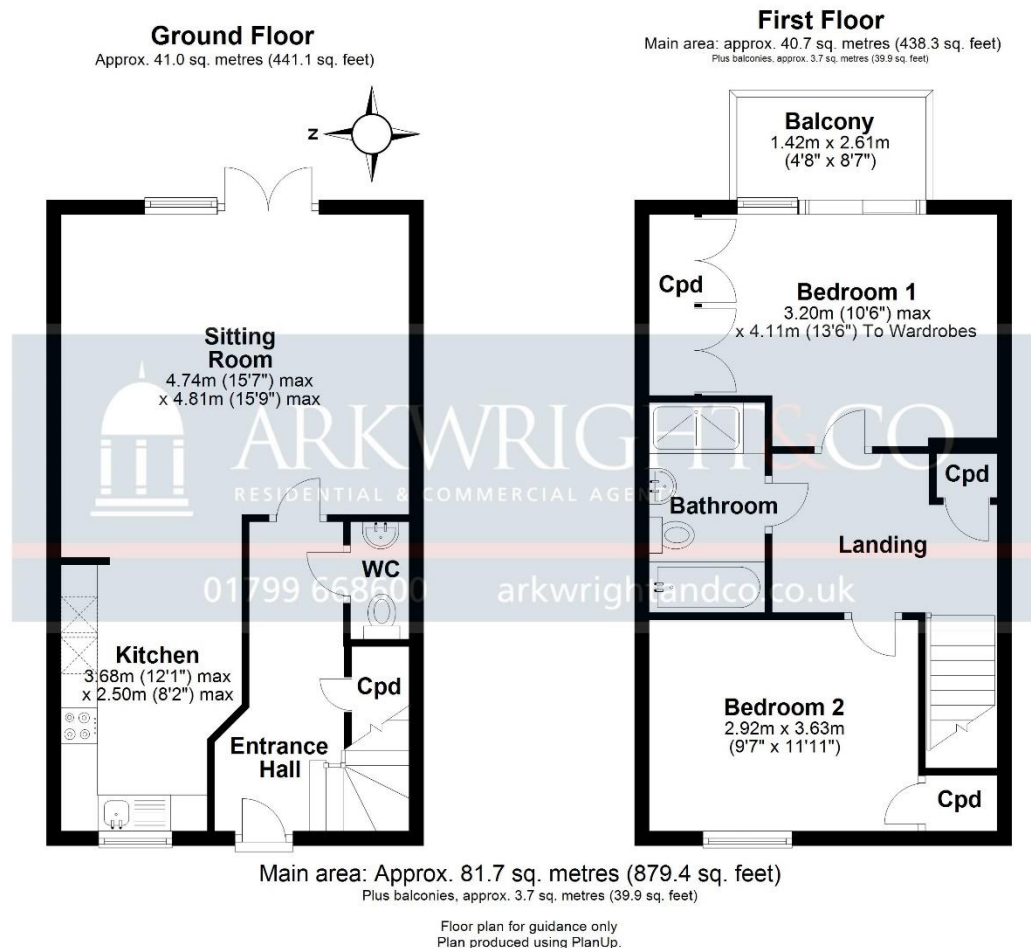 Ground Floor
Approx. 41.0 sq. metres (441.1 sq. feet)
First Floor
Main area: approx. 40.7 sq. metres (438.3 sq. feet)
Plus balconies, approx. 3.7 sq. metres (39.9 sq. feet)
N
Balcony
1.42m x 2.61m
(4'8" x 8'7")
Sitting
Room
4.74m (15'7") max
x 4.81m (15'9") max
Cpd
Bedroom 1
3.20m (10'6") max
x 4.11m (13'6") To Wardrobes
ARKWRIGHT&CO
RESIDENTIAL & COMMERCIAL AGENT
01799 668600
arkwrightandco.co.uk
WC
Kitchen
3.68m (12'1") max
x 2.50m (8'2") max
Cpd
Entrance
Hall
Bathroom
Cpd
Landing
Bedroom 2
2.92m x 3.63m
(9'7" x 11'11")
Cpd
Main area: Approx. 81.7 sq. metres (879.4 sq. feet)
Plus balconies, approx. 3.7 sq. metres (39.9 sq. feet)
Floor plan for guidance only
Plan produced using PlanUp.